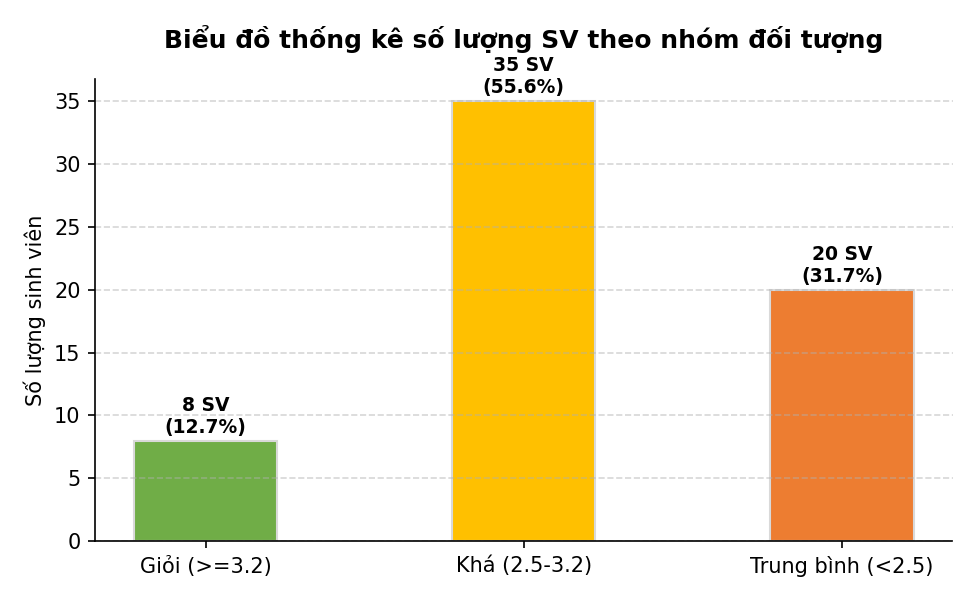 Biểu đồ thống kê số lượng SV theo nhóm đối tượng
35 SV
(55.6%)
20 SV
(31.7%)
8 SV
(12.7%)
Số lượng sinh viên
35
30
25
20
15
10
5
0
Giỏi (>=3.2)
Khá (2.5-3.2)
Trung bình (<2.5)